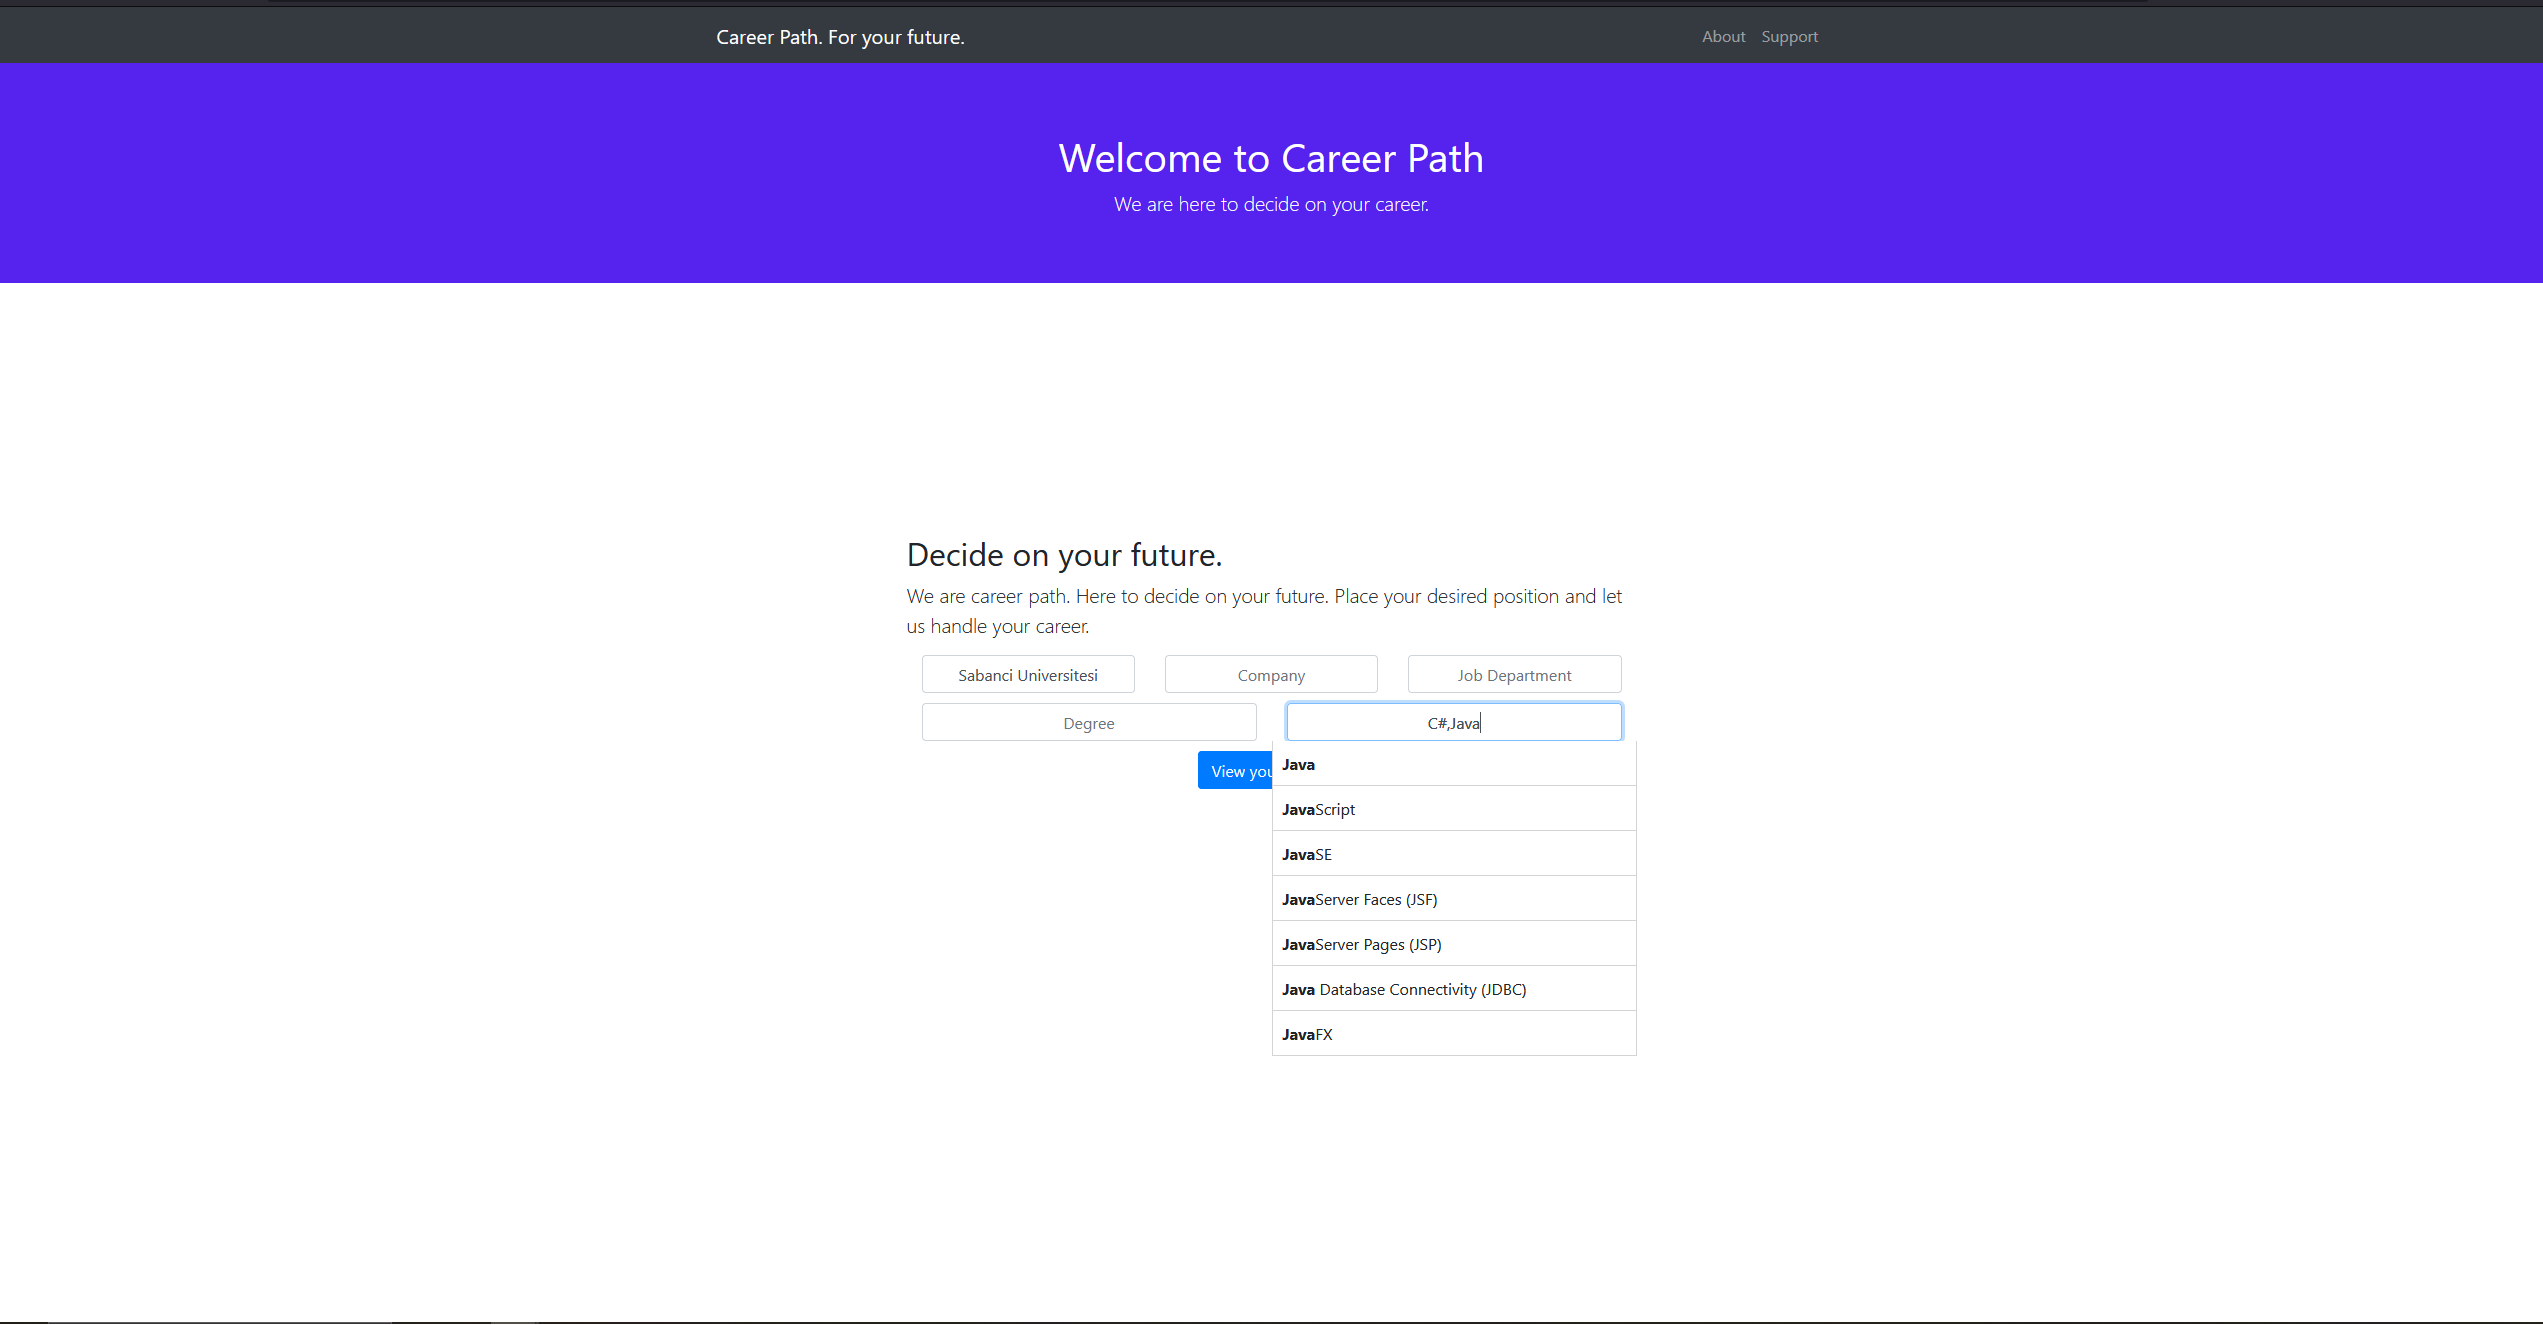 Career Path. For your future.
About Support
Welcome to Career Path
We are here to decide on your career.
Decide on your future.
We are career path. Here to decide on your future. Place your desired position and let
us handle your career.
Sabanci Universitesi Company Job Department
Degree C#,Java
View
Java
JavaScript
JavaSE
JavaServer Faces (JSF)
JavaServer Pages (JSP)
Java Database Connectivity (JDBC)
JavaFX